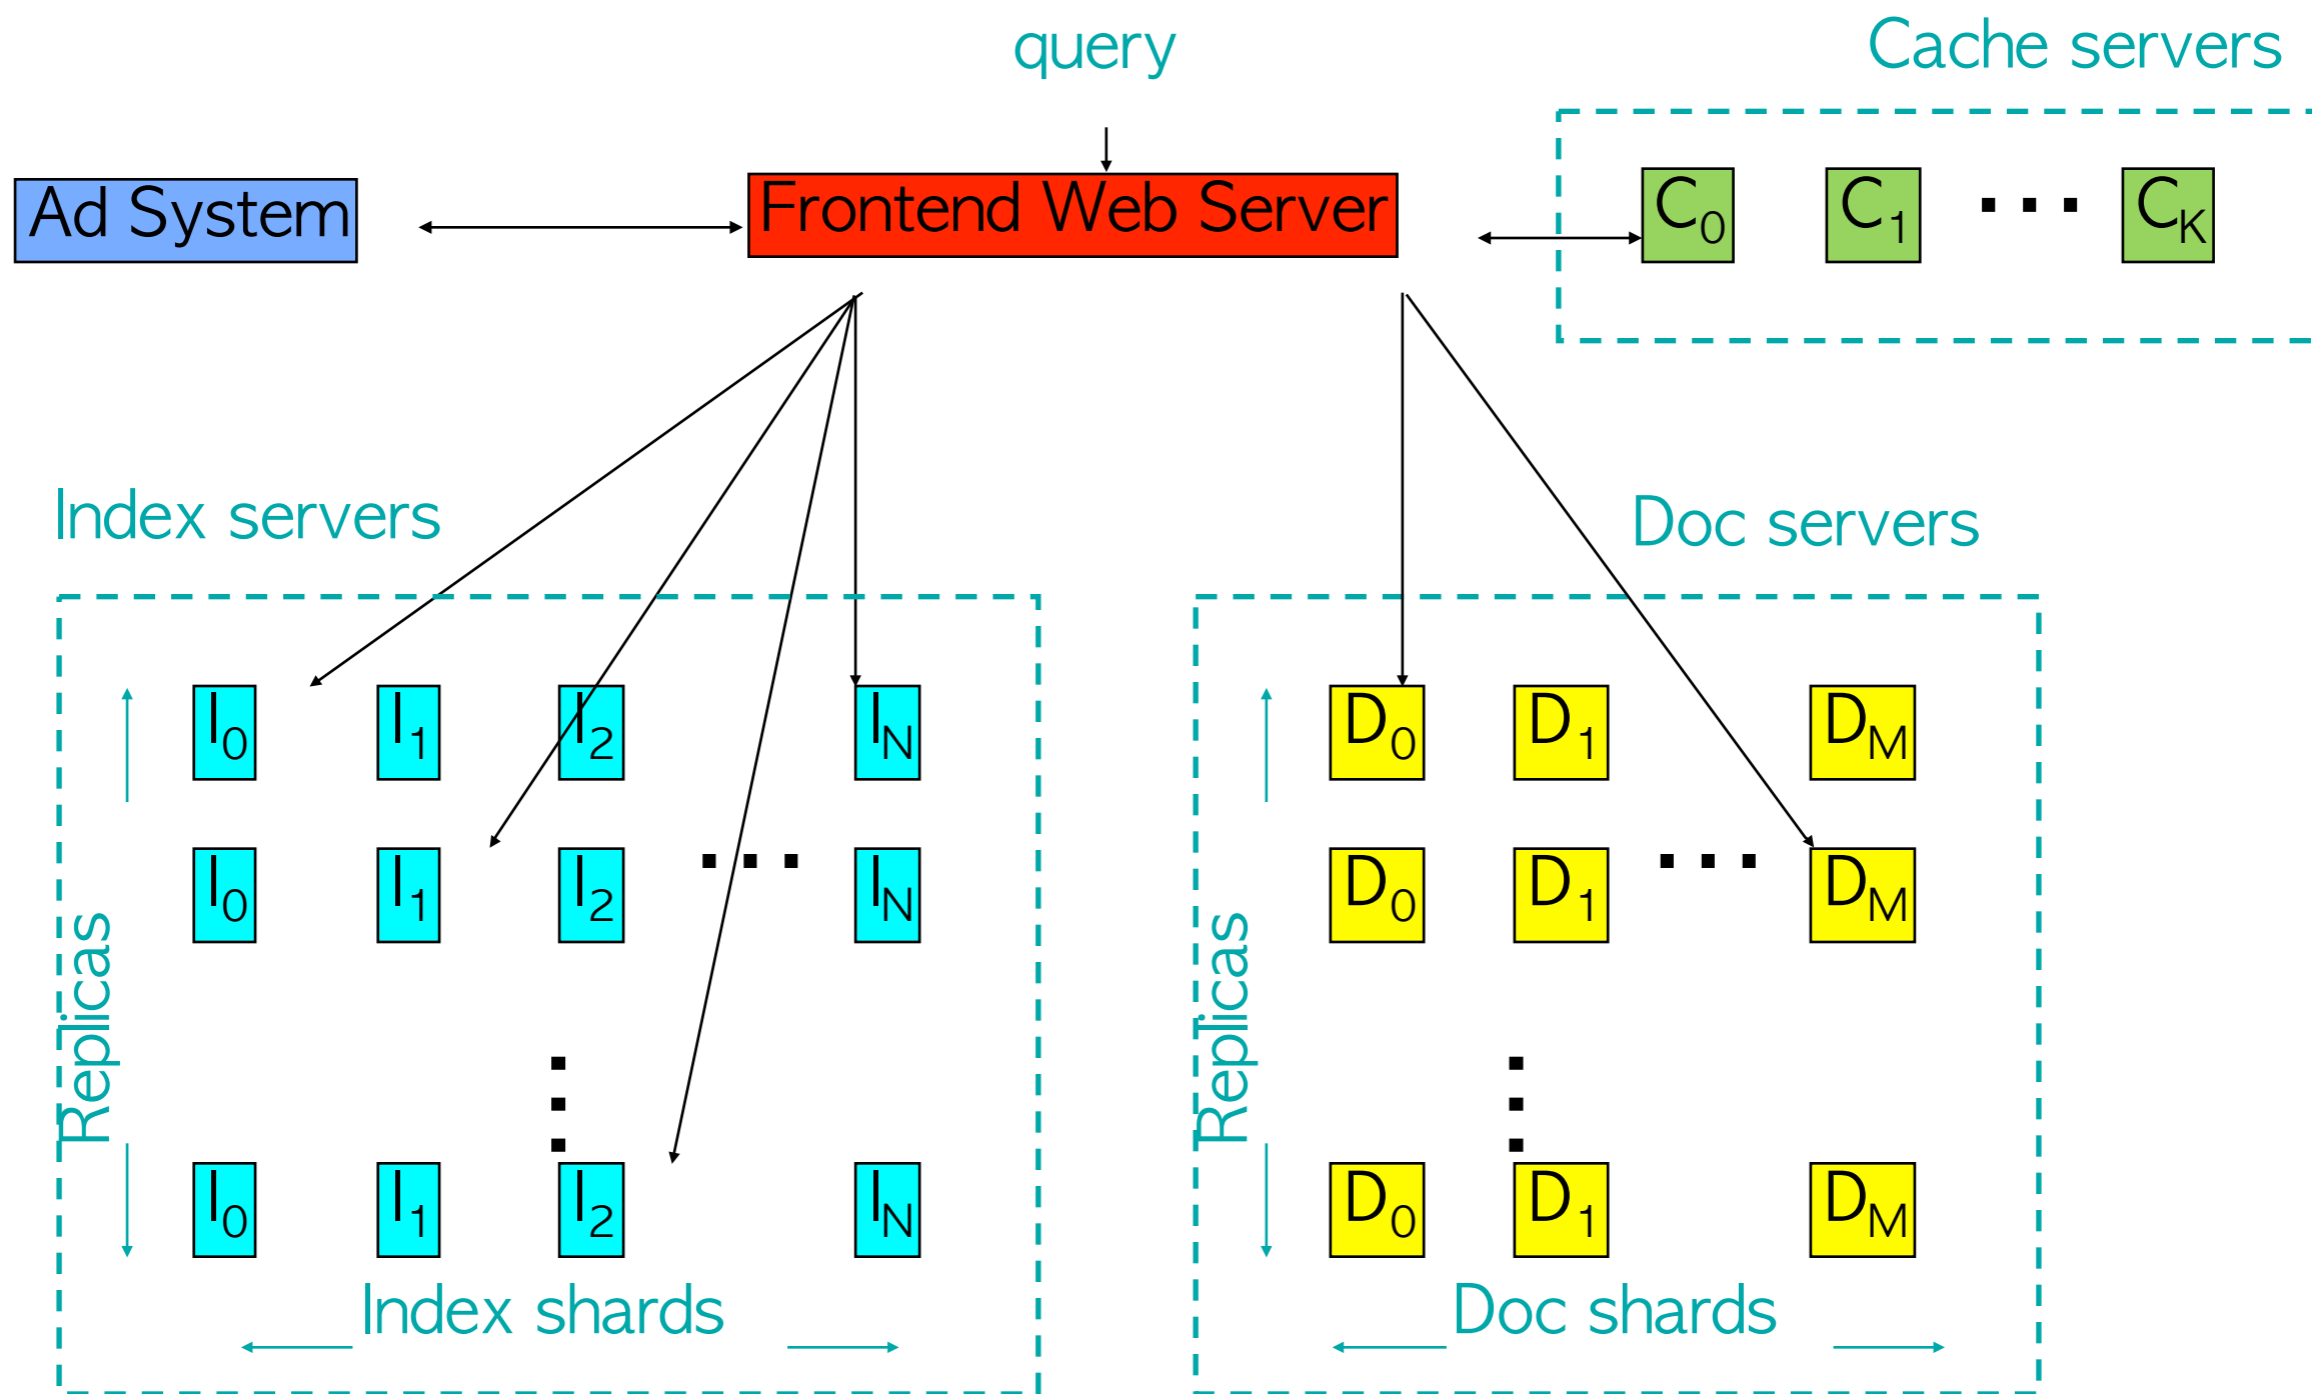 query
Cache servers
Ad System
Frontend Web Server
C0 C1 ... CK
Index servers
Doc servers
I0 I1 I2 IN
D0 D1 DM
I0 I1 I2 ... IN
D0 D1 ... DM
Replicas
Replicas
I0 I1 I2 IN
D0 D1 DM
Index shards
Doc shards